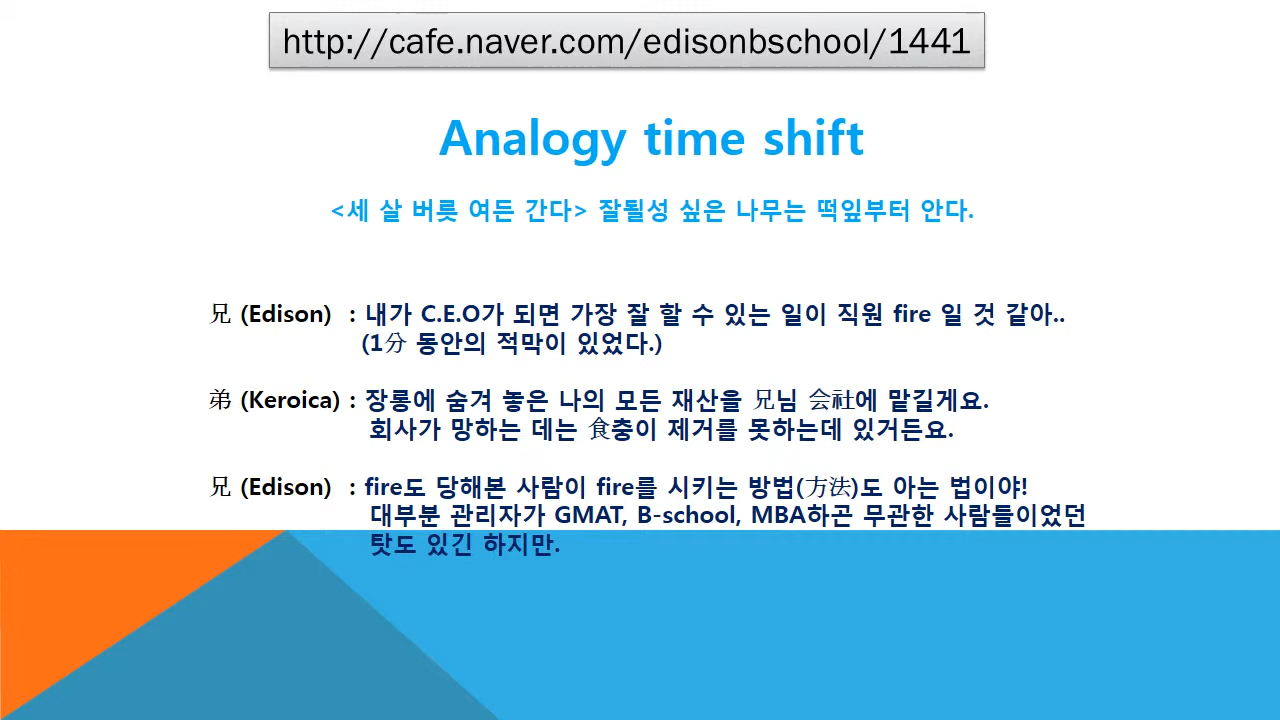 http://cafe.naver.com/edisonbschool/1441
Analogy time shift
<세 살 버릇 여든 간다> 잘될성 싶은 나무는 떡잎부터 안다.
兄 (Edison) : 내가 C.E.O가 되면 가장 잘 할 수 있는 일이 직원 fire 일 것 같아..
(1分 동안의 적막이 있었다.)
弟 (Keroica) : 장롱에 숨겨 놓은 나의 모든 재산을 兄님 会社에 맡길게요.
회사가 망하는 데는 食충이 제거를 못하는데 있거든요.
兄 (Edison) : fire도 당해본 사람이 fire를 시키는 방법(方法)도 아는 법이야!
대부분 관리자가 GMAT, B-school, MBA하곤 무관한 사람들이었던
탓도 있긴 하지만.